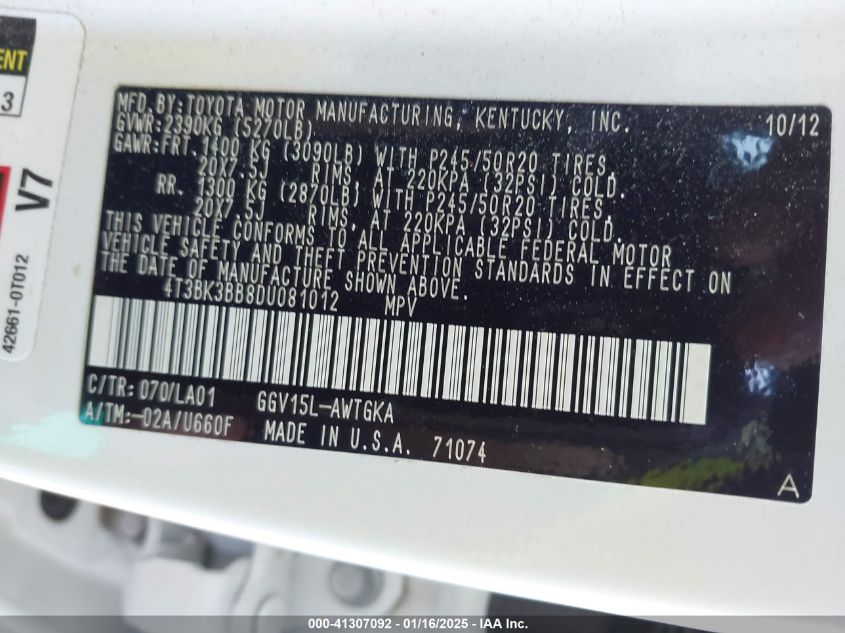 ENT
3
V7
42661-0T012
MFD.BY:TOYOTA MOTOR MANUFACTURING, KENTUCKY, INC. 10/12
GVWR:2390KG (5270LB)
GAWR:FRT.1400 KG (3090LB) WITH P245/50R20 TIRES,
20X7.5J RIMS, AT 220KPA (32PSI) COLD.
RR. 1300 KG (2870LB) WITH P245/50R20 TIRES,
20X7.5J RIMS, AT 220KPA (32PSI) COLD.
THIS VEHICLE CONFORMS TO ALL APPLICABLE FEDERAL MOTOR
VEHICLE SAFETY AND THEFT PREVENTION STANDARDS IN EFFECT ON
THE DATE OF MANUFACTURE SHOWN ABOVE.
4T3BK3BB8DU081012 MPV
C/TR: 070/LA01 GGV15L-AWTGKA
A/TM:-02A/U660F MADE IN U.S.A. 71074
A
000-41307092 - 01/16/2025 - IAA Inc.